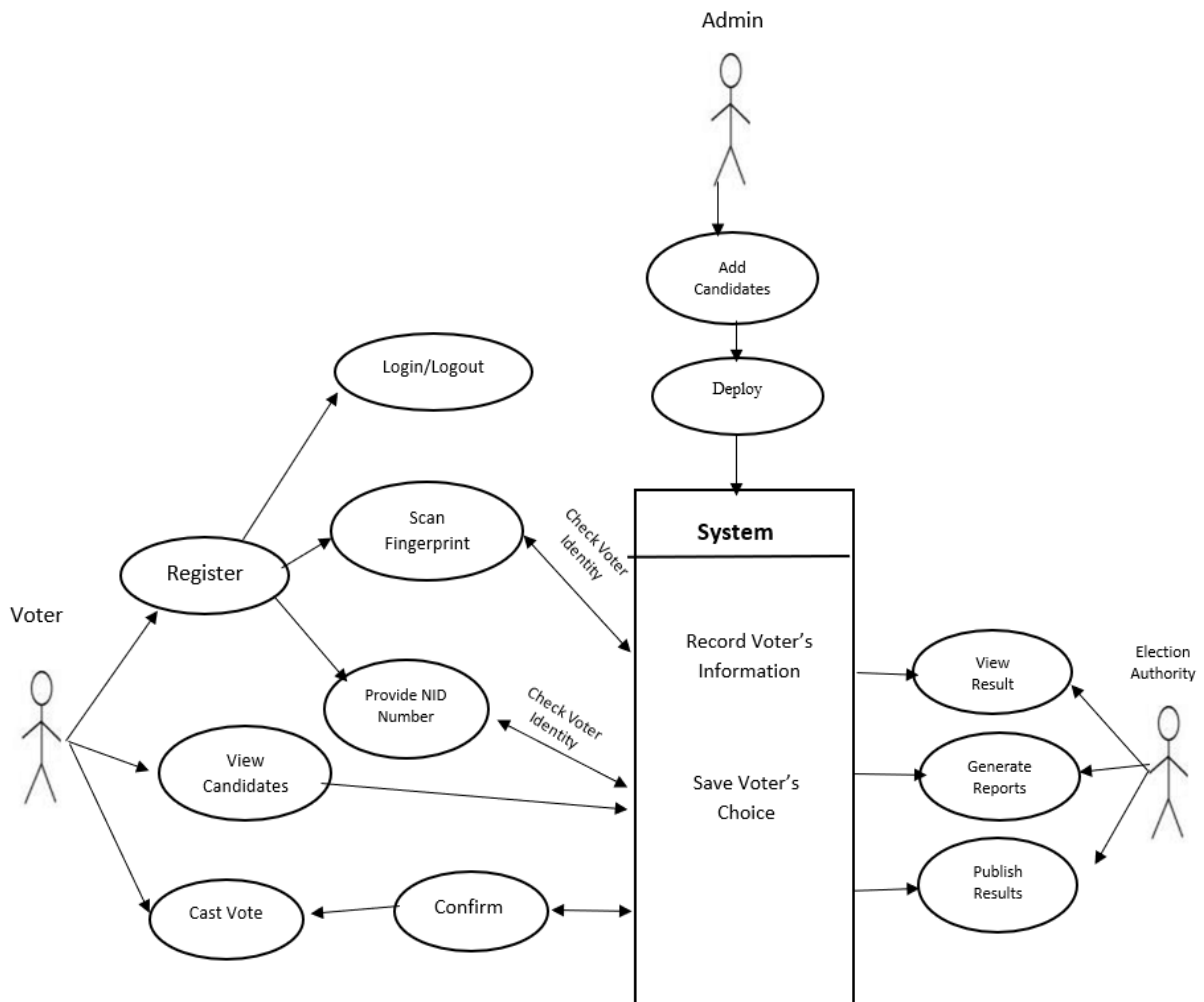 Admin
Add
Candidates
Deploy
Login/Logout
Scan
Fingerprint
Check Voter
Identity
System
Register
Voter
Record Voter's
Information
View
Result
Election
Authority
Provide NID
Number
Check Voter
Identity
View
Candidates
Save Voter's
Choice
Generate
Reports
Cast Vote
Confirm
Publish
Results